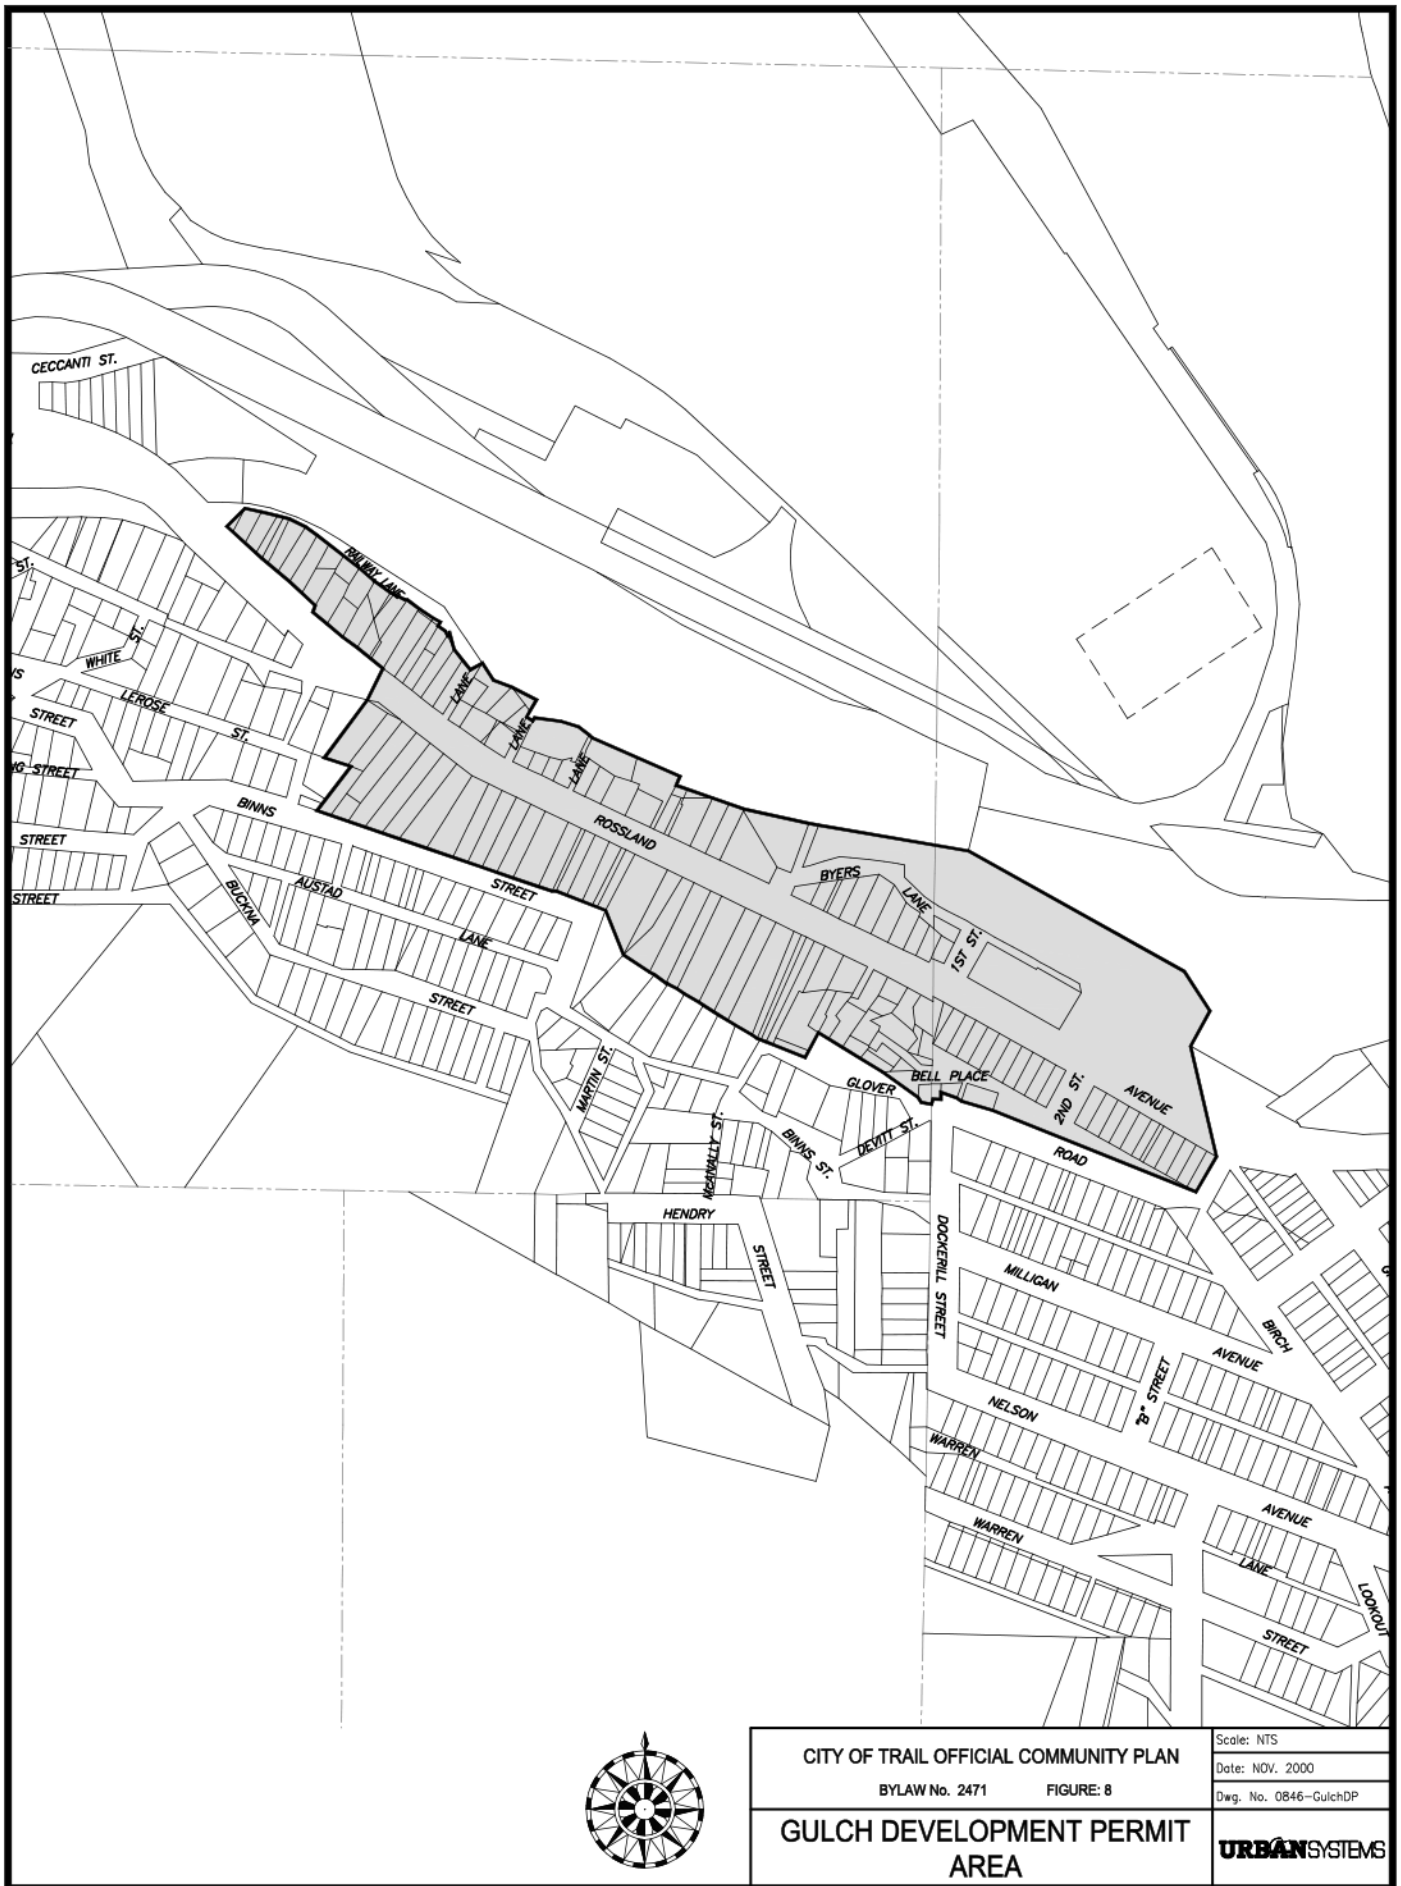 CECCANTI ST.
RAILWAY LANE
ST.
WHITE ST.
LEROSE ST.
LANE
LANE
LANE
STREET
STREET
BINNS STREET
ROSSLAND AVENUE
STREET
STREET
AUSTAD LANE
BUCKNA STREET
BYERS LANE
1ST ST.
BELL PLACE
2ND ST.
GLOVER ROAD
MARTIN ST.
McANALLY ST.
BINNS ST.
DEVITT ST.
HENDRY STREET
DOCKERILL STREET
MILLIGAN AVENUE
BIRCH
"B" STREET
NELSON AVENUE
WARREN LANE
WARREN STREET
LOOKOUT
CITY OF TRAIL OFFICIAL COMMUNITY PLAN
BYLAW No. 2471 FIGURE: 8
GULCH DEVELOPMENT PERMIT
AREA
Scale: NTS
Date: NOV. 2000
Dwg. No. 0846-GulchDP
URBANSYSTEMS